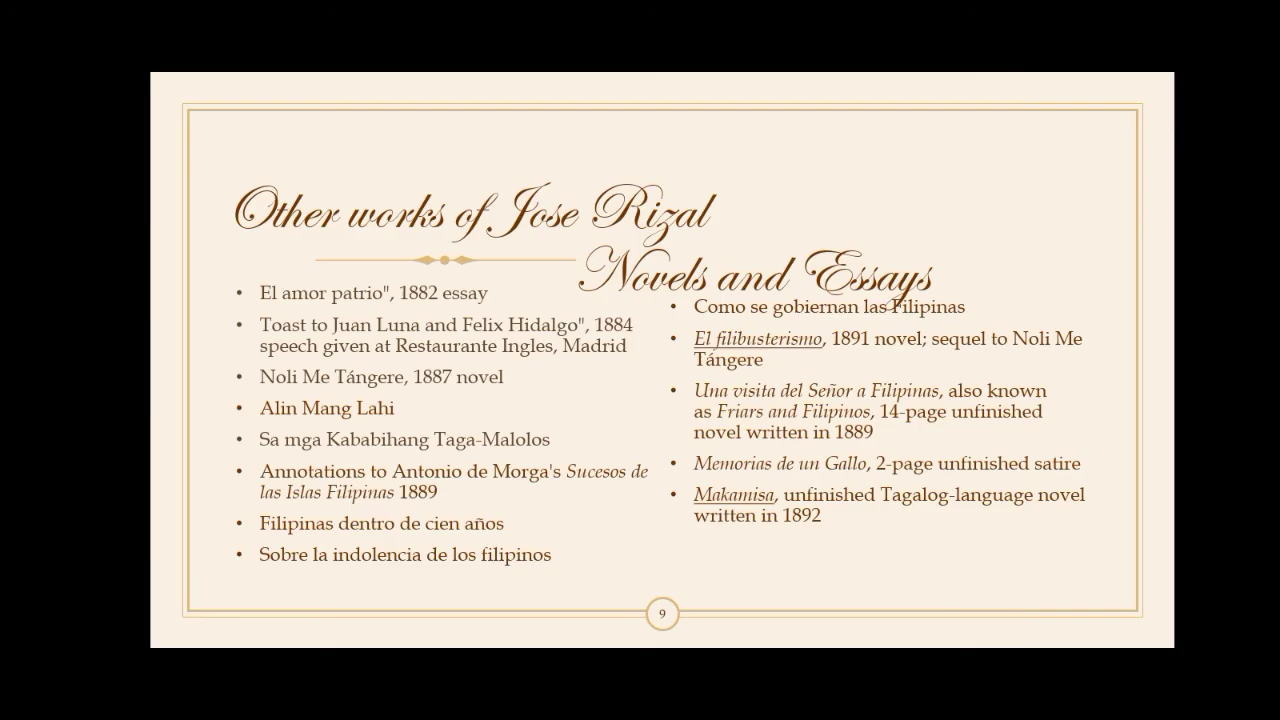 Other works of Jose Rizal
Novels and Essays
• El amor patrio", 1882 essay
• Toast to Juan Luna and Felix Hidalgo", 1884
speech given at Restaurante Ingles, Madrid
• Noli Me Tángere, 1887 novel
• Alin Mang Lahi
• Sa mga Kababihang Taga-Malolos
• Annotations to Antonio de Morga's Sucesos de
las Islas Filipinas 1889
• Filipinas dentro de cien años
• Sobre la indolencia de los filipinos
• Como se gobiernan las Filipinas
• El filibusterismo, 1891 novel; sequel to Noli Me
Tángere
• Una visita del Señor a Filipinas, also known
as Friars and Filipinos, 14-page unfinished
novel written in 1889
• Memorias de un Gallo, 2-page unfinished satire
• Makamisa, unfinished Tagalog-language novel
written in 1892
9